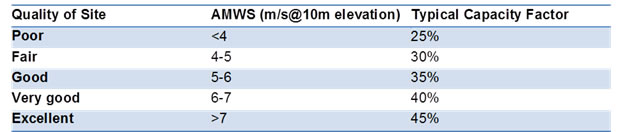 Quality of Site AMWS (m/s@10m elevation) Typical Capacity Factor
Poor <4 25%
Fair 4-5 30%
Good 5-6 35%
Very good 6-7 40%
Excellent >7 45%